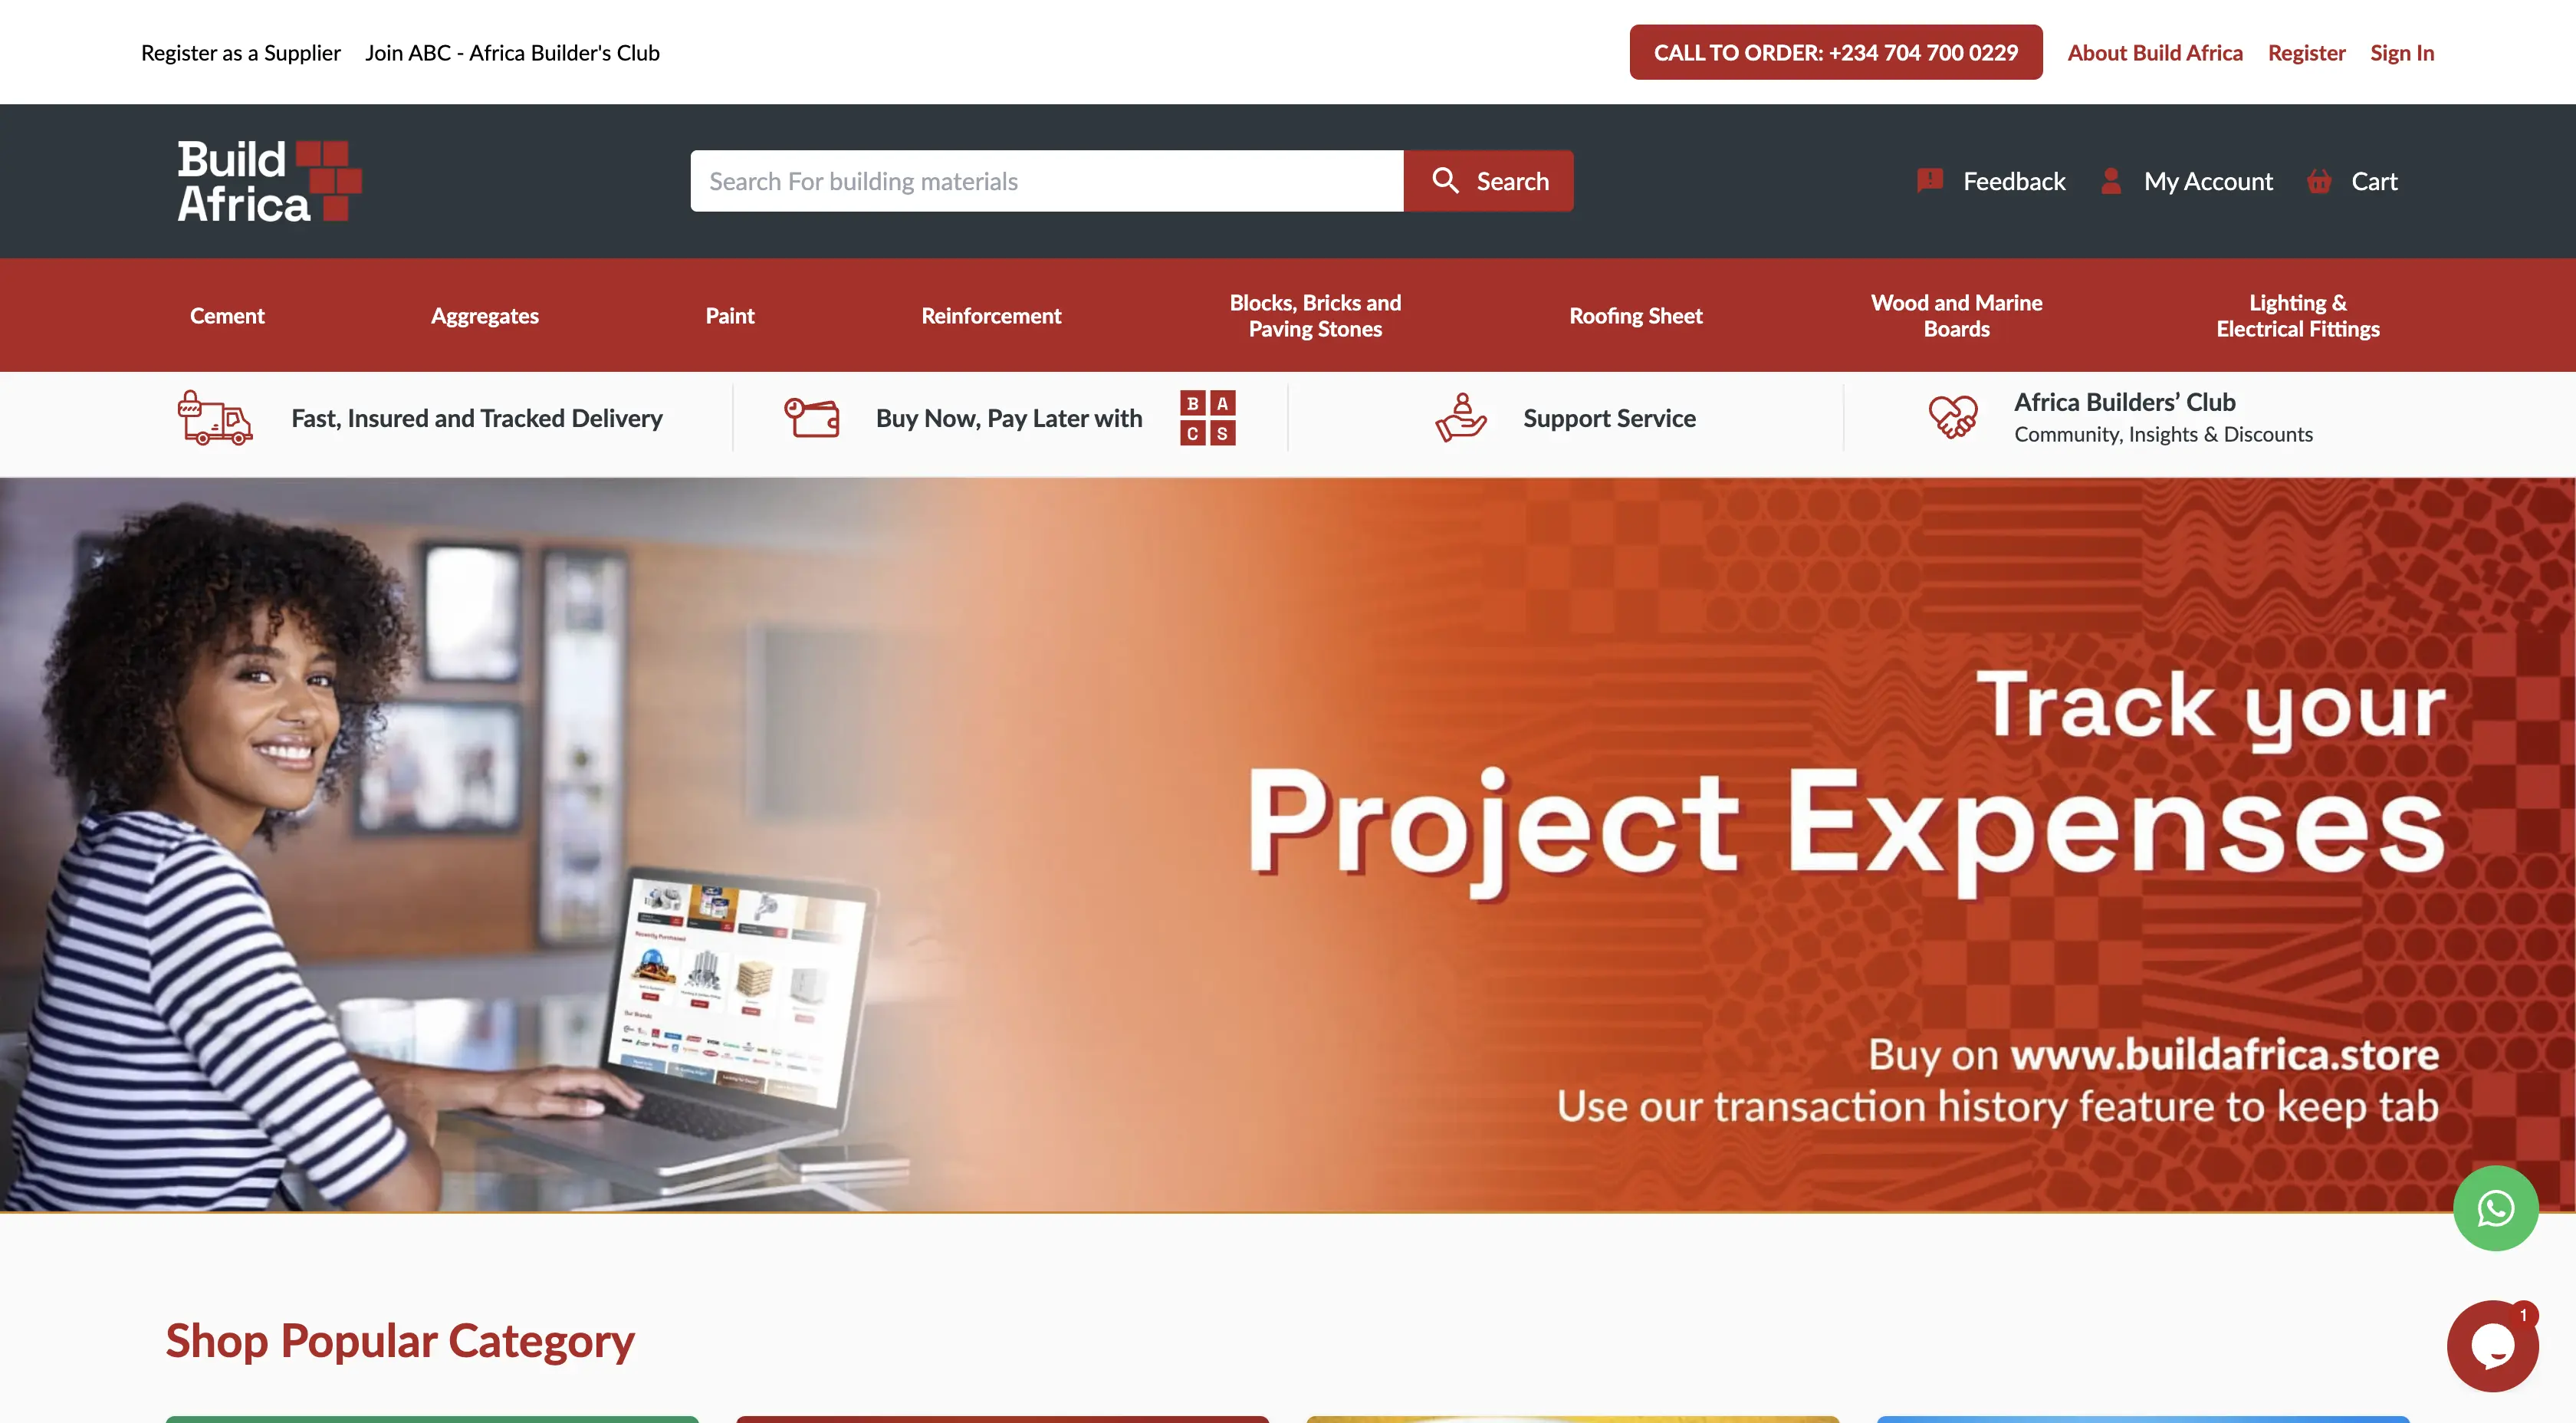 Register as a Supplier
Join ABC - Africa Builder's Club
CALL TO ORDER: +234 704 700 0229
About Build Africa
Register
Sign In
Build
Africa
Search For building materials
Search
Feedback
My Account
Cart
Cement
Aggregates
Paint
Reinforcement
Blocks, Bricks and
Paving Stones
Roofing Sheet
Wood and Marine
Boards
Lighting &
Electrical Fittings
Fast, Insured and Tracked Delivery
Buy Now, Pay Later with
B A
C S
Support Service
Africa Builders’ Club
Community, Insights & Discounts
Track your
Project Expenses
Recently Purchased
Our Brands
Buy on www.buildafrica.store
Use our transaction history feature to keep tab
1
Shop Popular Category